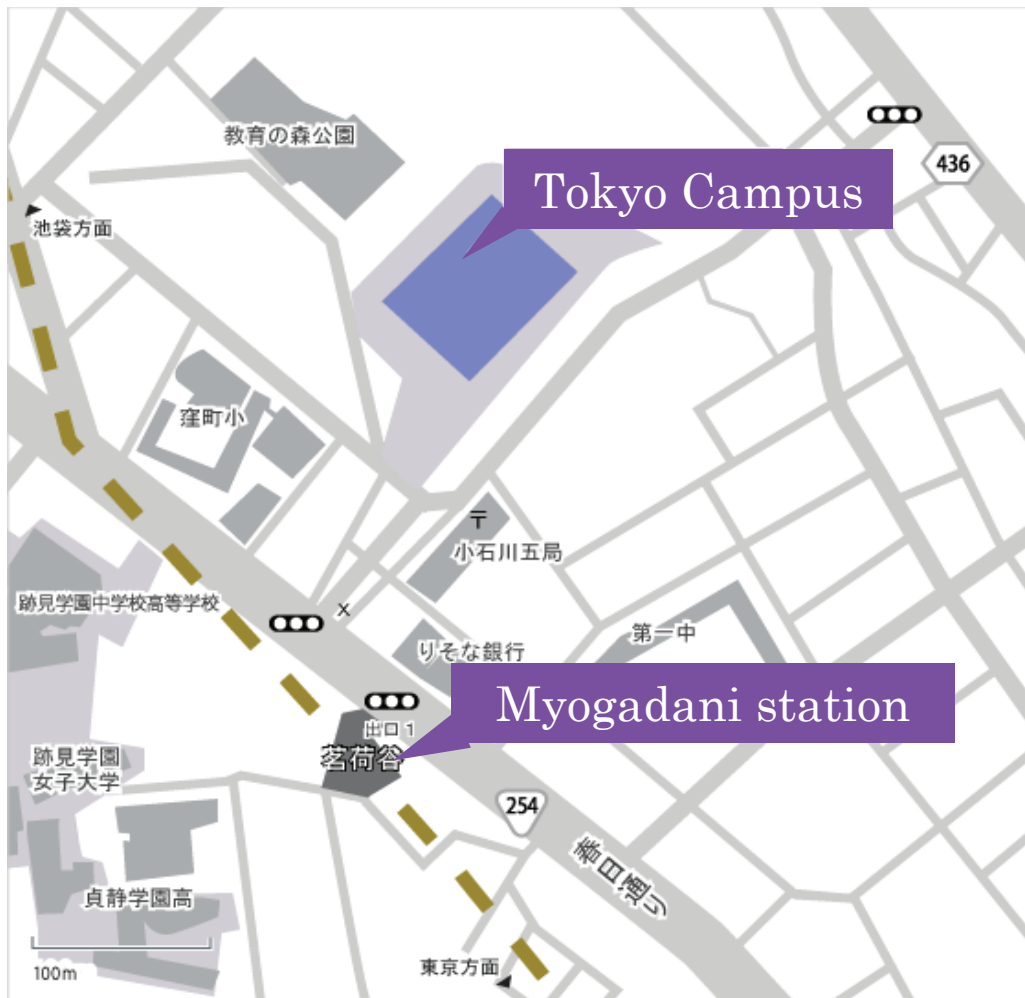 教育の森公園
436
Tokyo Campus
池袋方面
窪町小
〒
小石川五局
跡見学園中学校高等学校
x
りそな銀行
第一中
Myogadani station
出口1
茗荷谷
跡見学園
女子大学
254
春日通り
貞静学園高
100m
東京方面